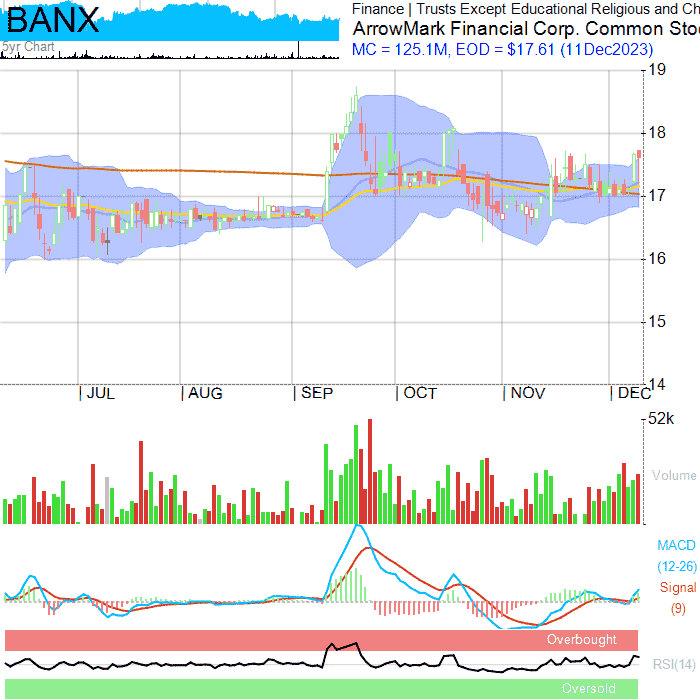 BANX
5yr Chart
Finance | Trusts Except Educational Religious and Ch
ArrowMark Financial Corp. Common Sto
MC = 125.1M, EOD = $17.61 (11Dec2023)
19
18
17
16
15
14
| JUL | AUG | SEP | OCT | NOV | DEC
52k
Volume
MACD
(12-26)
Signal
(9)
Overbought
RSI(14)
Oversold